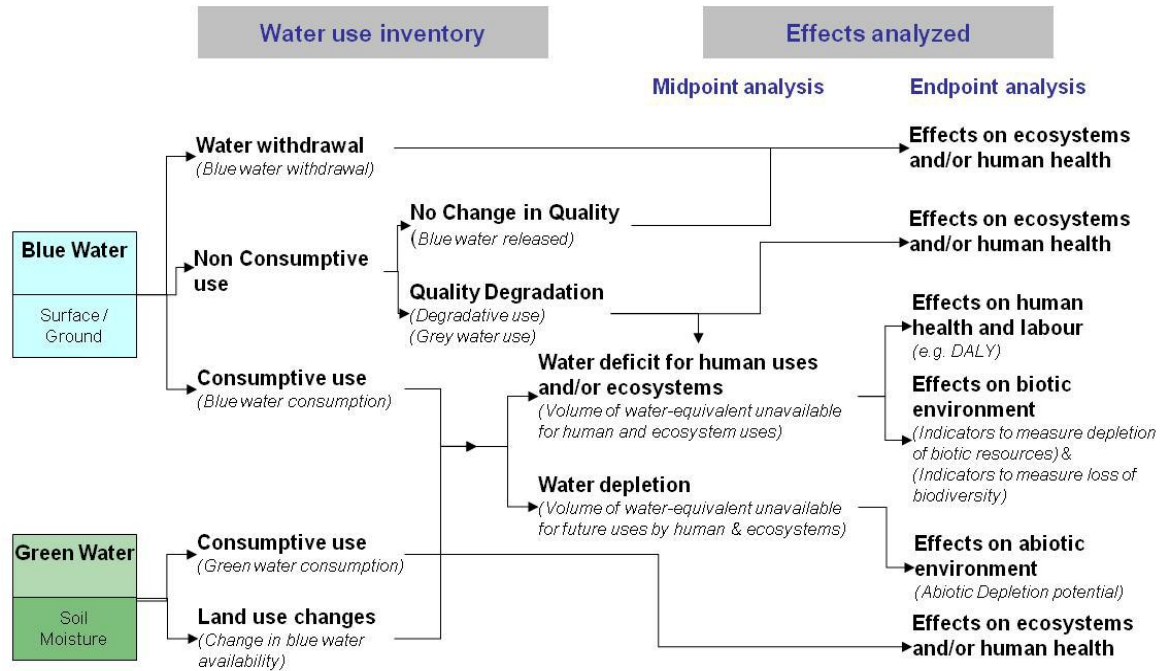 Water use inventory
Effects analyzed
Midpoint analysis
Endpoint analysis
Blue Water
Surface /
Ground
Water withdrawal
(Blue water withdrawal)
Non Consumptive
use
No Change in Quality
(Blue water released)
Quality Degradation
(Degradative use)
(Grey water use)
Consumptive use
(Blue water consumption)
Water deficit for human uses
and/or ecosystems
(Volume of water-equivalent unavailable
for human and ecosystem uses)
Water depletion
(Volume of water-equivalent unavailable
for future uses by human & ecosystems)
Effects on ecosystems
and/or human health
Effects on ecosystems
and/or human health
Effects on human
health and labour
(e.g. DALY)
Effects on biotic
environment
(Indicators to measure depletion
of biotic resources) &
(Indicators to measure loss of
biodiversity)
Green Water
Soil
Moisture
Consumptive use
(Green water consumption)
Land use changes
(Change in blue water
availability)
Effects on abiotic
environment
(Abiotic Depletion potential)
Effects on ecosystems
and/or human health